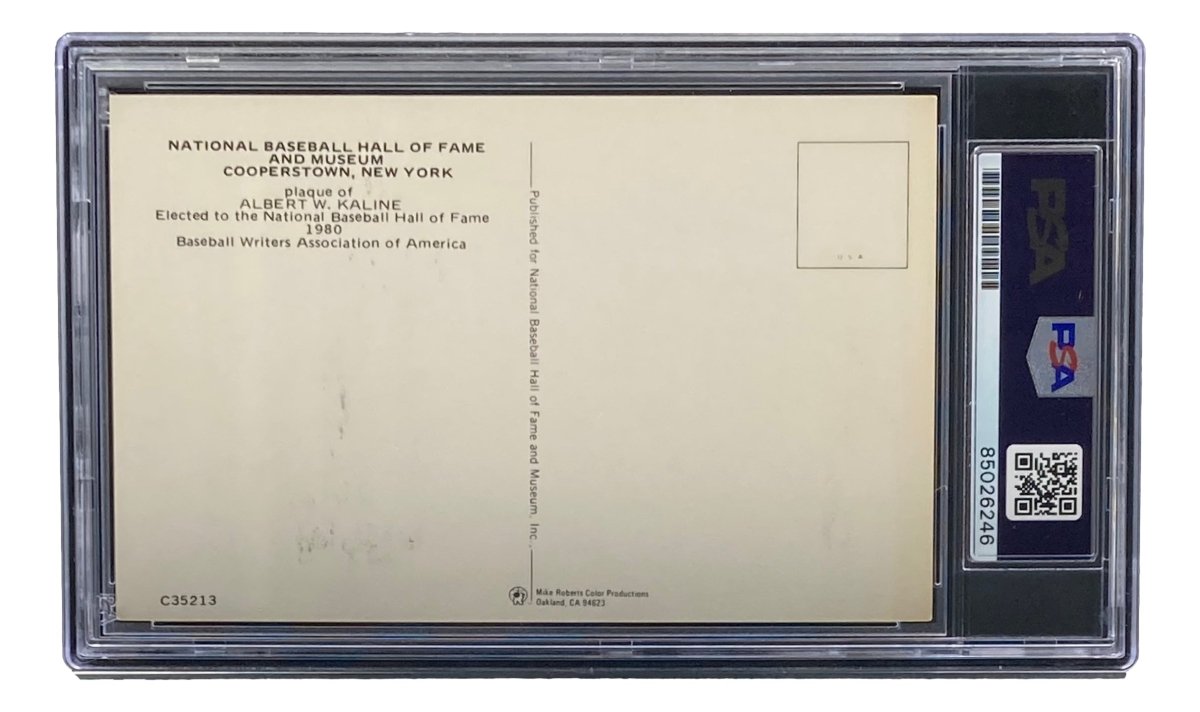 NATIONAL BASEBALL HALL OF FAME
AND MUSEUM
COOPERSTOWN, NEW YORK
plaque of
ALBERT W. KALINE
Elected to the National Baseball Hall of Fame
1980
Baseball Writers Association of America
C35213
Published for National Baseball Hall of Fame and Museum, Inc.
Mike Roberts Color Productions
Oakland, CA 94623
U S A
PSA
PSA
85026246